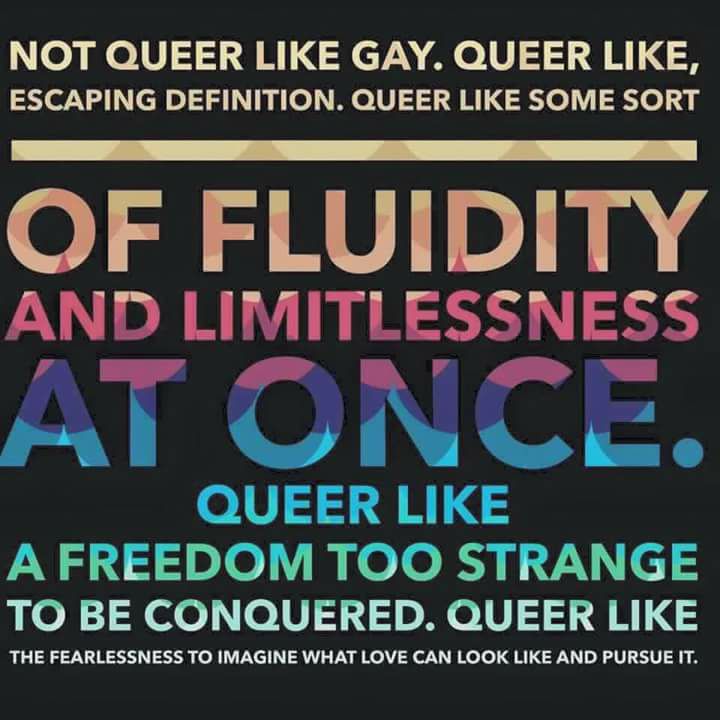 NOT QUEER LIKE GAY. QUEER LIKE,
ESCAPING DEFINITION. QUEER LIKE SOME SORT
OF FLUIDITY
AND LIMITLESSNESS
AT ONCE.
QUEER LIKE
A FREEDOM TOO STRANGE
TO BE CONQUERED. QUEER LIKE
THE FEARLESSNESS TO IMAGINE WHAT LOVE CAN LOOK LIKE AND PURSUE IT.